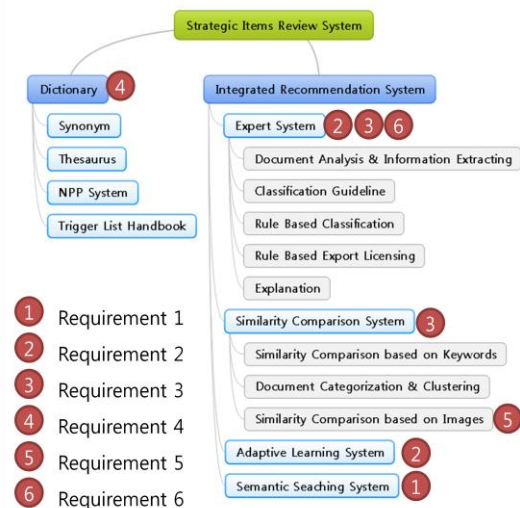 Strategic Items Review System
Dictionary 4
Synonym
Thesaurus
NPP System
Trigger List Handbook
Integrated Recommendation System
Expert System 2 3 6
Document Analysis & Information Extracting
Classification Guideline
Rule Based Classification
Rule Based Export Licensing
Explanation
Similarity Comparison System 3
Similarity Comparison based on Keywords
Document Categorization & Clustering
Similarity Comparison based on Images 5
Adaptive Learning System 2
Semantic Seaching System 1
1 Requirement 1
2 Requirement 2
3 Requirement 3
4 Requirement 4
5 Requirement 5
6 Requirement 6